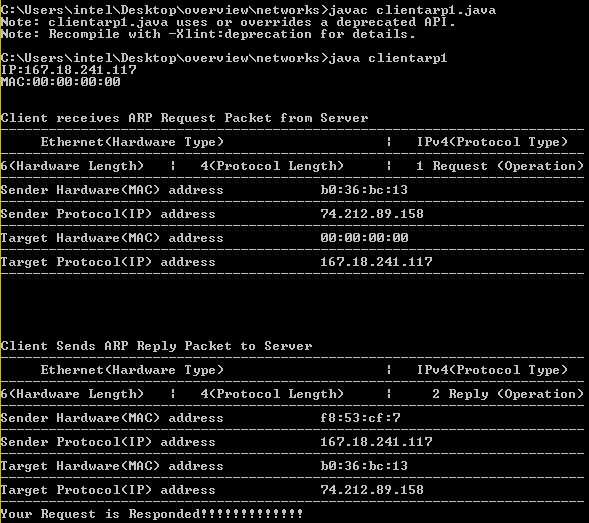 C:\Users\intel\Desktop\overview\networks>javac clientarp1.java
Note: clientarp1.java uses or overrides a deprecated API.
Note: Recompile with -Xlint:deprecation for details.
C:\Users\intel\Desktop\overview\networks>java clientarp1
IP:167.18.241.117
MAC:00:00:00:00
Client receives ARP Request Packet from Server
Ethernet(Hardware Type) ¦ IPv4(Protocol Type)
6(Hardware Length) ¦ 4(Protocol Length) ¦ 1 Request (Operation)
Sender Hardware(MAC) address b0:36:bc:13
Sender Protocol(IP) address 74.212.89.158
Target Hardware(MAC) address 00:00:00:00
Target Protocol(IP) address 167.18.241.117
Client Sends ARP Reply Packet to Server
Ethernet(Hardware Type) ¦ IPv4(Protocol Type)
6(Hardware Length) ¦ 4(Protocol Length) ¦ 2 Reply (Operation)
Sender Hardware(MAC) address f8:53:cf:7
Sender Protocol(IP) address 167.18.241.117
Target Hardware(MAC) address b0:36:bc:13
Target Protocol(IP) address 74.212.89.158
Your Request is Responded!!!!!!!!!!!!!